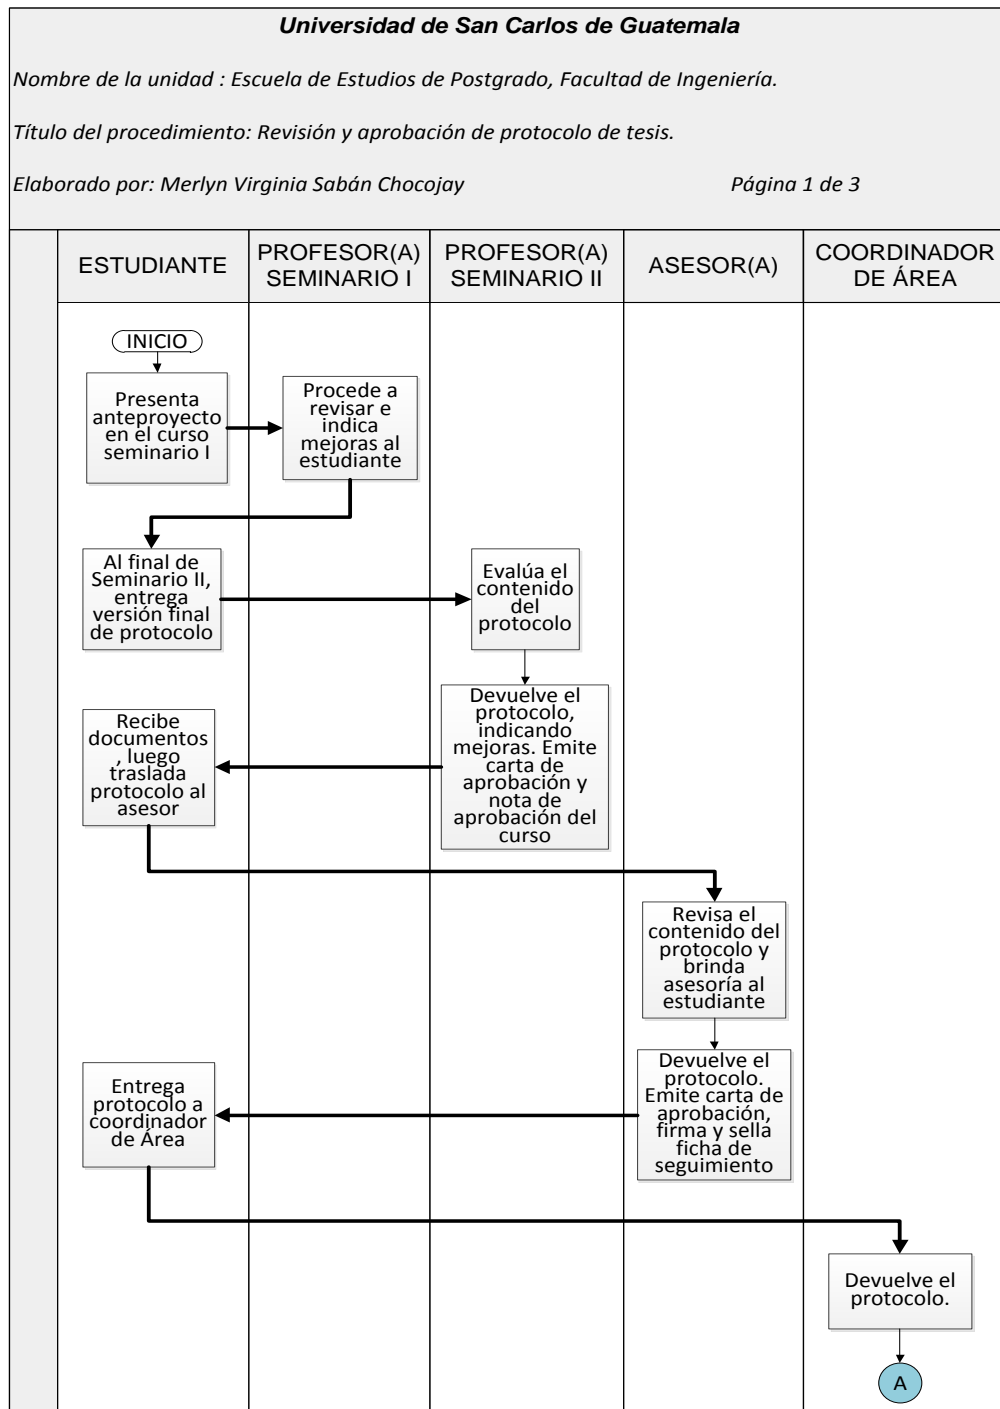 Universidad de San Carlos de Guatemala
Nombre de la unidad : Escuela de Estudios de Postgrado, Facultad de Ingeniería.
Título del procedimiento: Revisión y aprobación de protocolo de tesis.
Elaborado por: Merlyn Virginia Sabán Chocojay Página 1 de 3
ESTUDIANTE
PROFESOR(A)
SEMINARIO I
PROFESOR(A)
SEMINARIO II
ASESOR(A)
COORDINADOR
DE ÁREA
INICIO
Presenta
anteproyecto
en el curso
seminario I
Procede a
revisar e
indica
mejoras al
estudiante
Al final de
Seminario II,
entrega
versión final
de protocolo
Evalúa el
contenido
del
protocolo
Devuelve el
protocolo,
indicando
mejoras. Emite
carta de
aprobación y
nota de
aprobación del
curso
Recibe
documentos
, luego
traslada
protocolo al
asesor
Revisa el
contenido del
protocolo y
brinda
asesoría al
estudiante
Devuelve el
protocolo.
Emite carta de
aprobación,
firma y sella
ficha de
seguimiento
Entrega
protocolo a
coordinador
de Área
Devuelve el
protocolo.
A